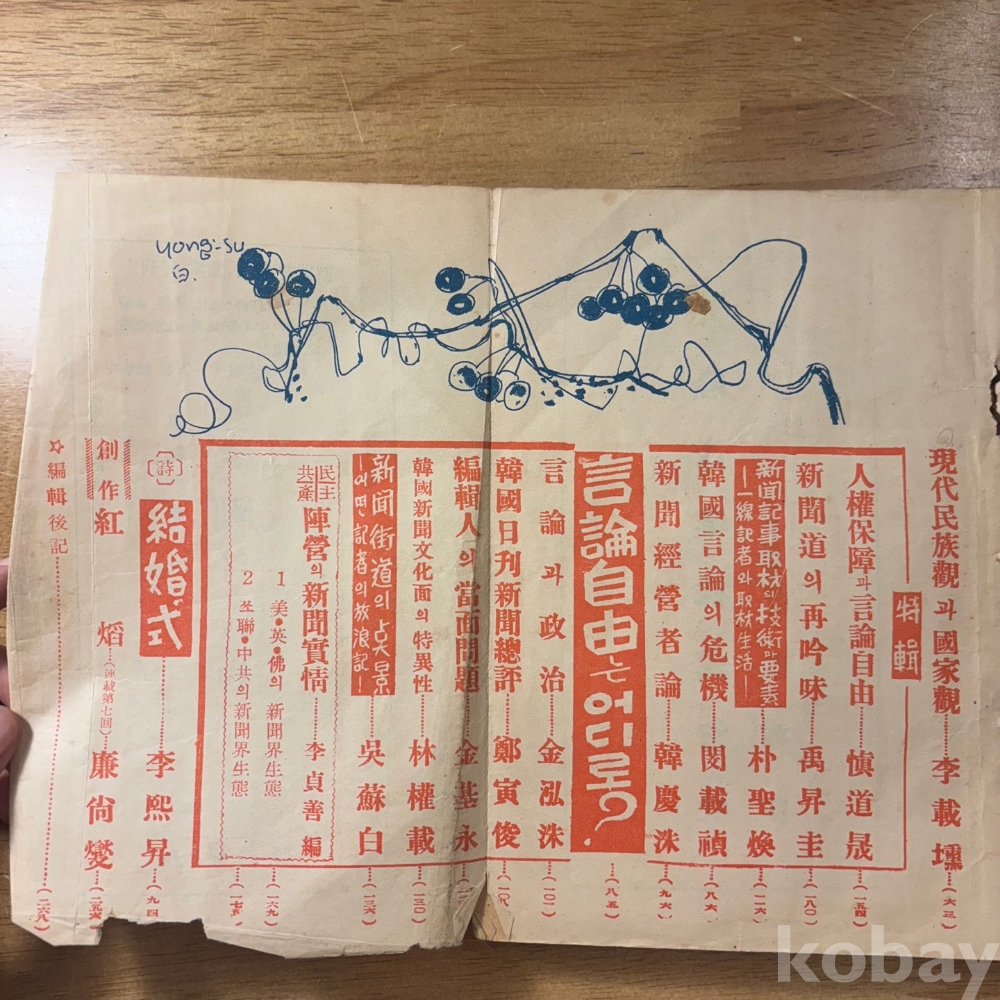 yong-su
白.
現代民族觀과 國家觀……李載壎……(六三)
特輯
人權保障과 言論自由……愼道晟……(一五四)
新聞道의 再吟味……禹昇圭……(一八〇)
新聞記事取材의 技術과 要素
—一線記者와 取材生活—……朴聖煥……(一一六)
韓國言論의 危機……閔載禎……(八六)
新聞經營者論……韓慶洙……(九六)
言論自由는 어디로?……(八五)
言論과 政治……金泓洙……(一〇一)
韓國日刊新聞總評……鄭寅俊
編輯人의 當面問題……金基永
韓國新聞文化面의 特異性……林權載……(一三〇)
新聞街道의 点景
—어떤 記者의 放浪記—……吳蘇白……(一三六)
民主
共產 陣營의 新聞實情……李貞善 編
1 美•英•佛의 新聞界生態……(一六九)
2 쏘聯•中共의 新聞界生態
詩
結婚式……李熙昇……(九四)
創作 紅焰……(連載第七回)……廉尙燮
☆ 編輯後記……(二六八)
kobay